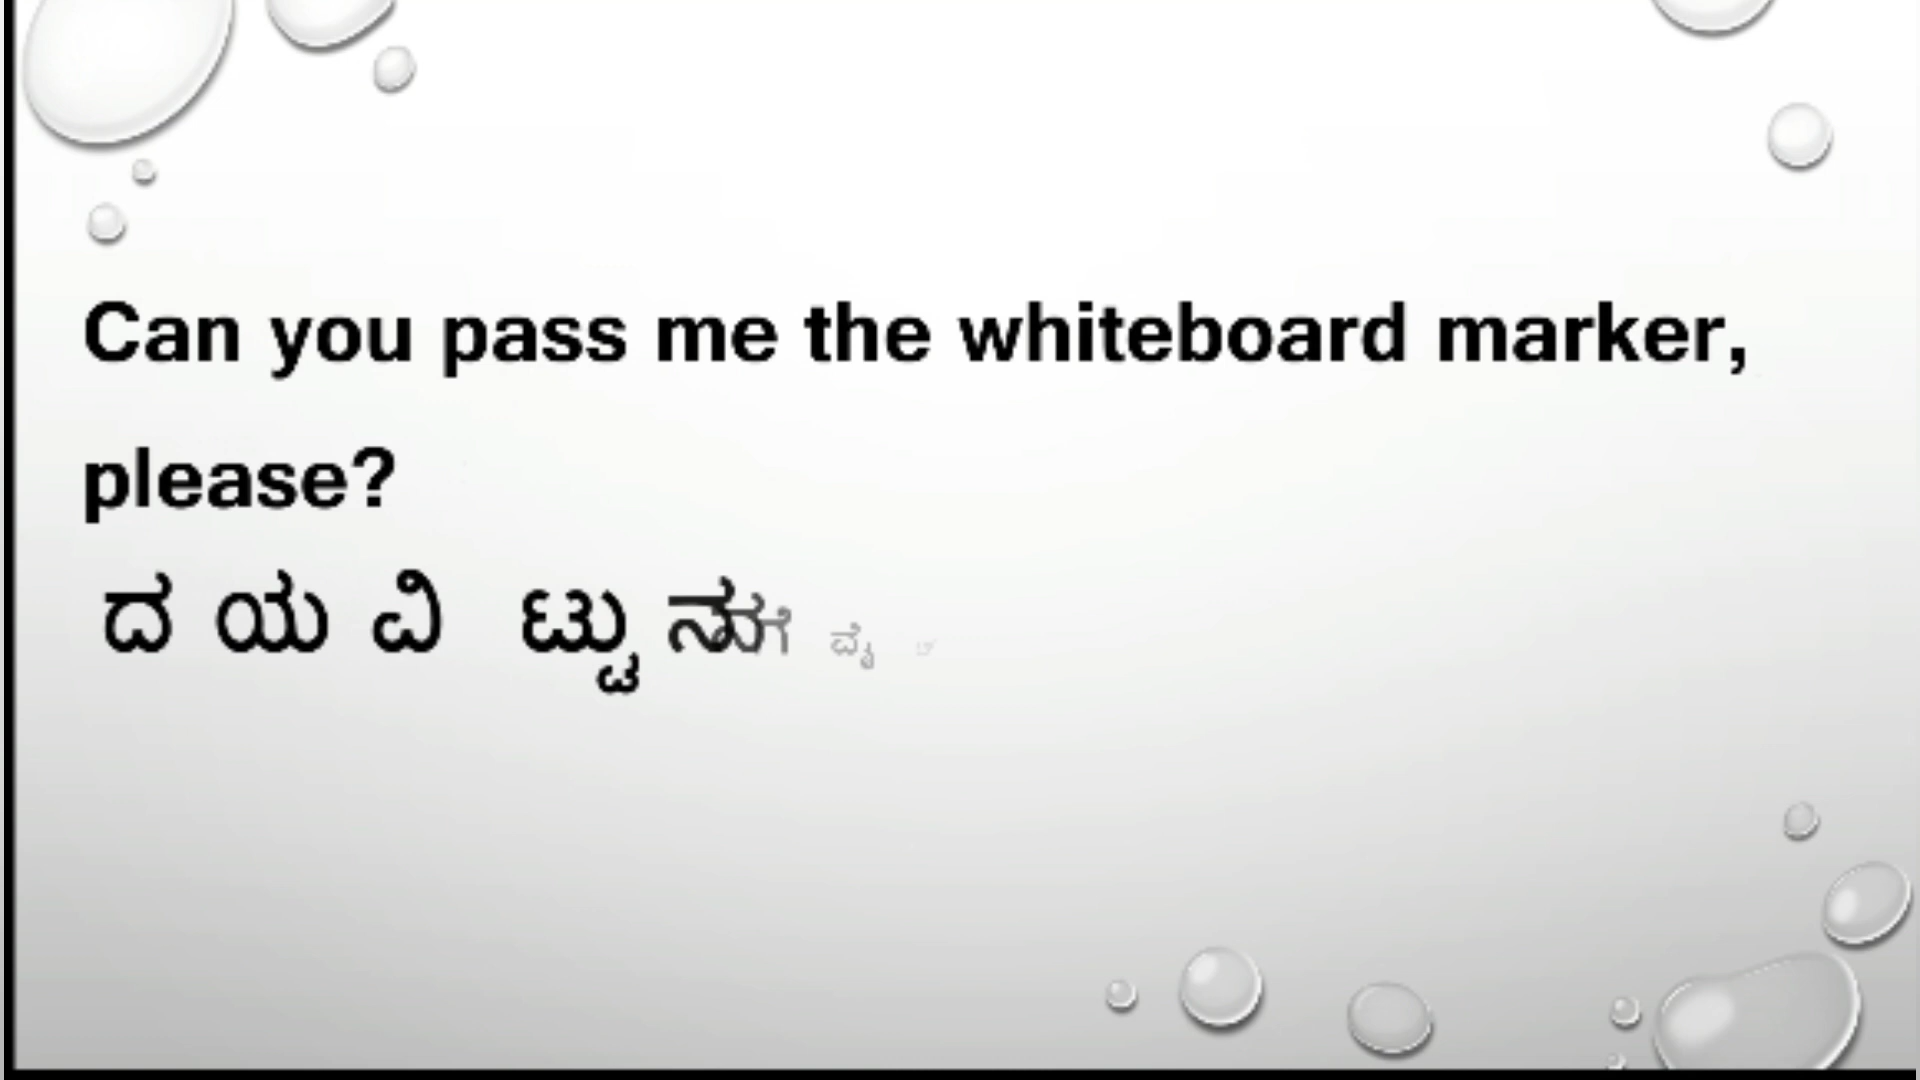 Can you pass me the whiteboard marker,
please?
ದ ಯ ವಿ ಟ್ಟು